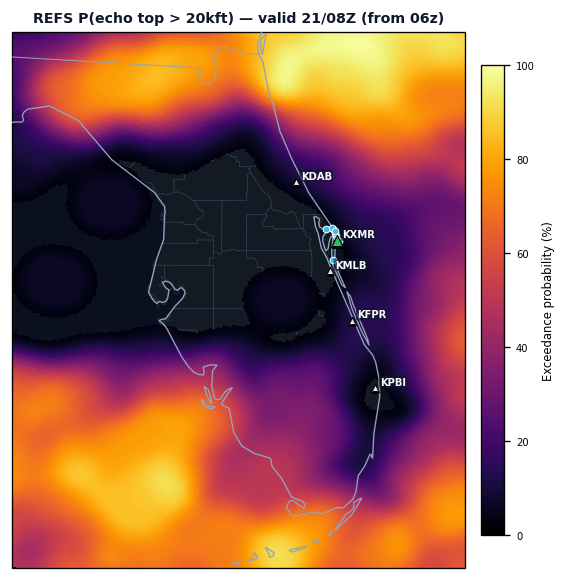 REFS P(echo top > 20kft) — valid 21/08Z (from 06z)
KDAB
KXMR
KMLB
KFPR
KPBI
100
80
60
40
20
0
Exceedance probability (%)